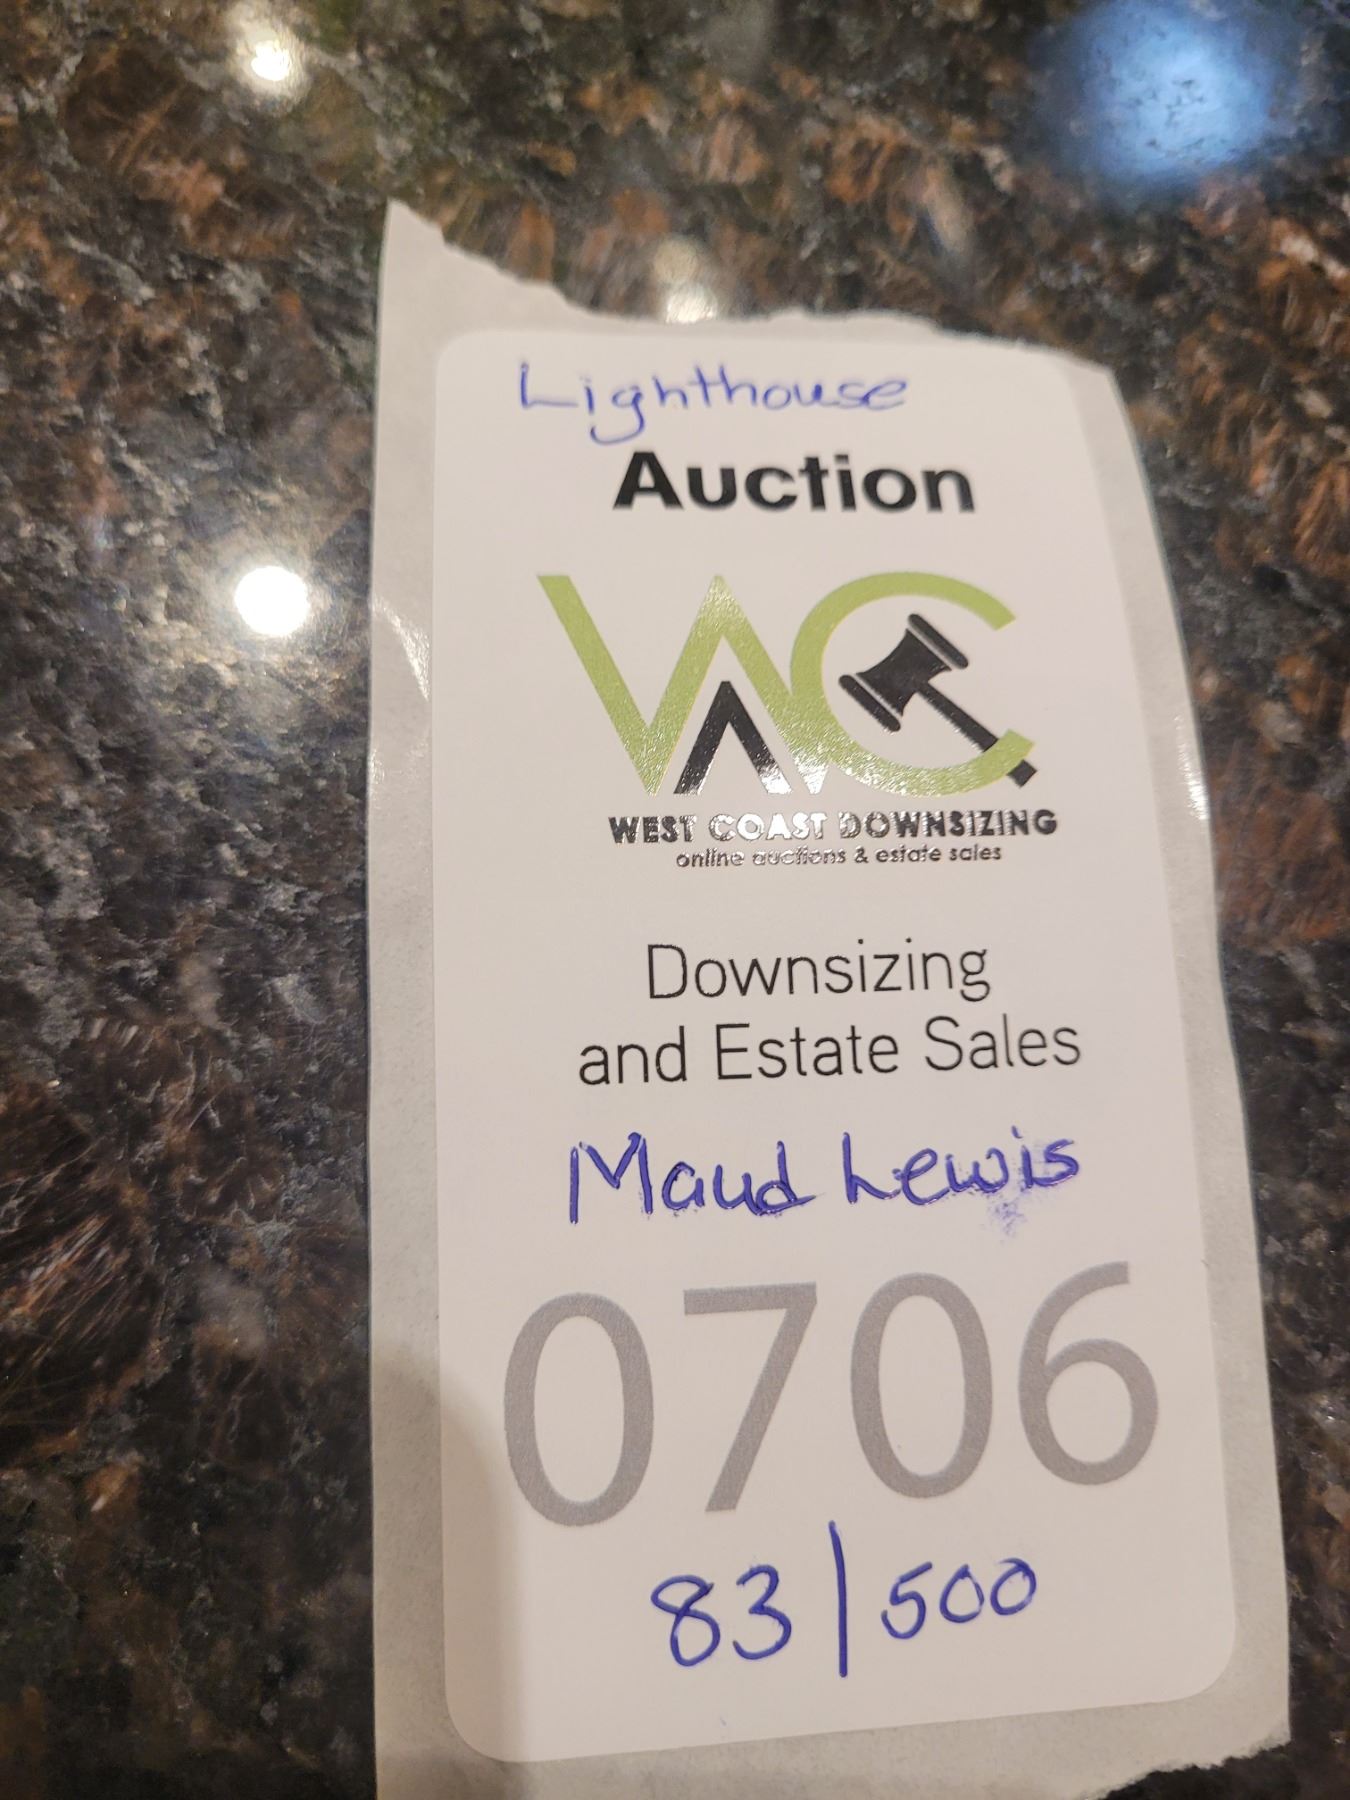 Lighthouse
Auction
WC
WEST COAST DOWNSIZING
online auctions & estate sales
Downsizing
and Estate Sales
Maud Lewis
0706
83/500